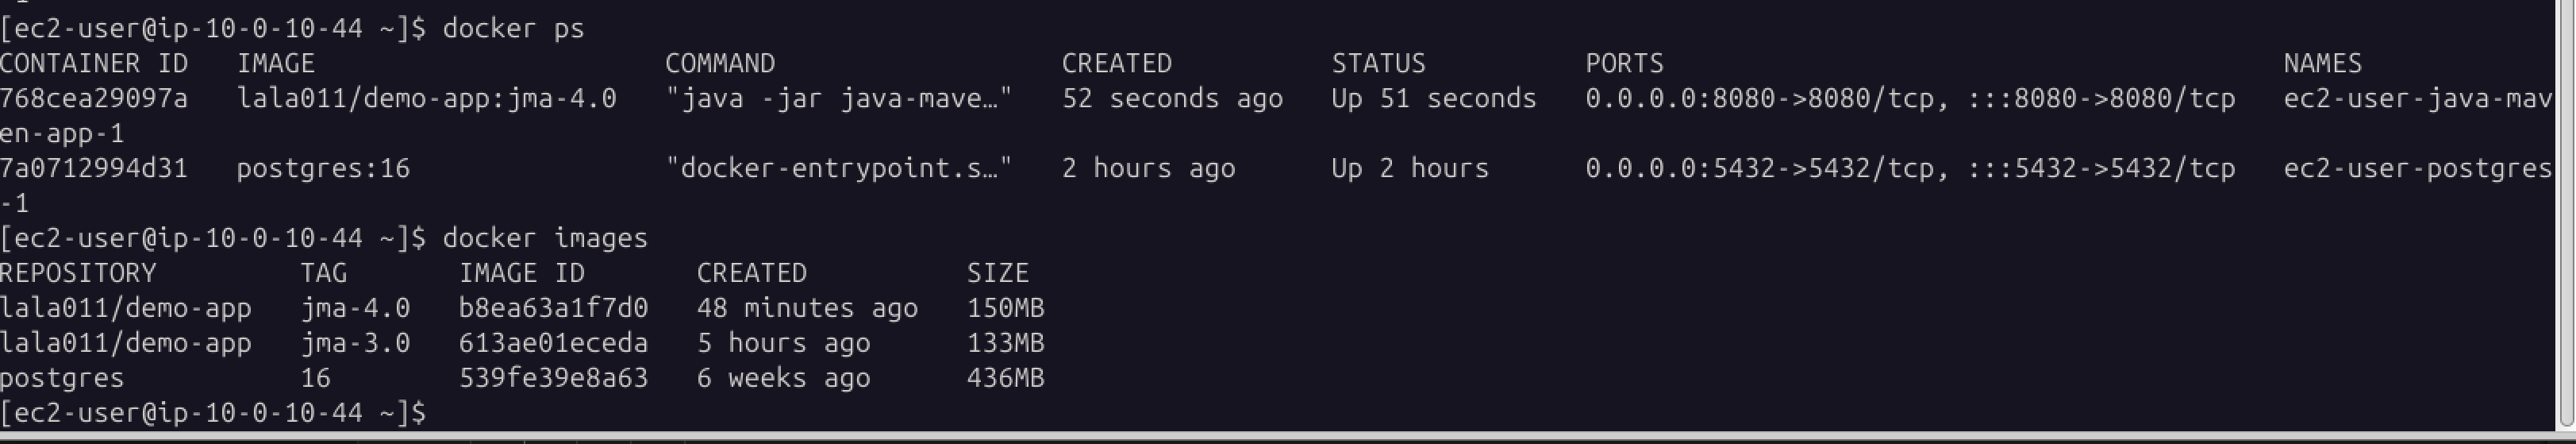 [ec2-user@ip-10-0-10-44 ~]$ docker ps
CONTAINER ID   IMAGE                      COMMAND                  CREATED          STATUS          PORTS                                       NAMES
768cea29097a   lala011/demo-app:jma-4.0   "java -jar java-mave…"   52 seconds ago   Up 51 seconds   0.0.0.0:8080->8080/tcp, :::8080->8080/tcp   ec2-user-java-mav
en-app-1
7a0712994d31   postgres:16                "docker-entrypoint.s…"   2 hours ago      Up 2 hours      0.0.0.0:5432->5432/tcp, :::5432->5432/tcp   ec2-user-postgres
-1
[ec2-user@ip-10-0-10-44 ~]$ docker images
REPOSITORY         TAG       IMAGE ID       CREATED          SIZE
lala011/demo-app   jma-4.0   b8ea63a1f7d0   48 minutes ago   150MB
lala011/demo-app   jma-3.0   613ae01eceda   5 hours ago      133MB
postgres           16        539fe39e8a63   6 weeks ago      436MB
[ec2-user@ip-10-0-10-44 ~]$